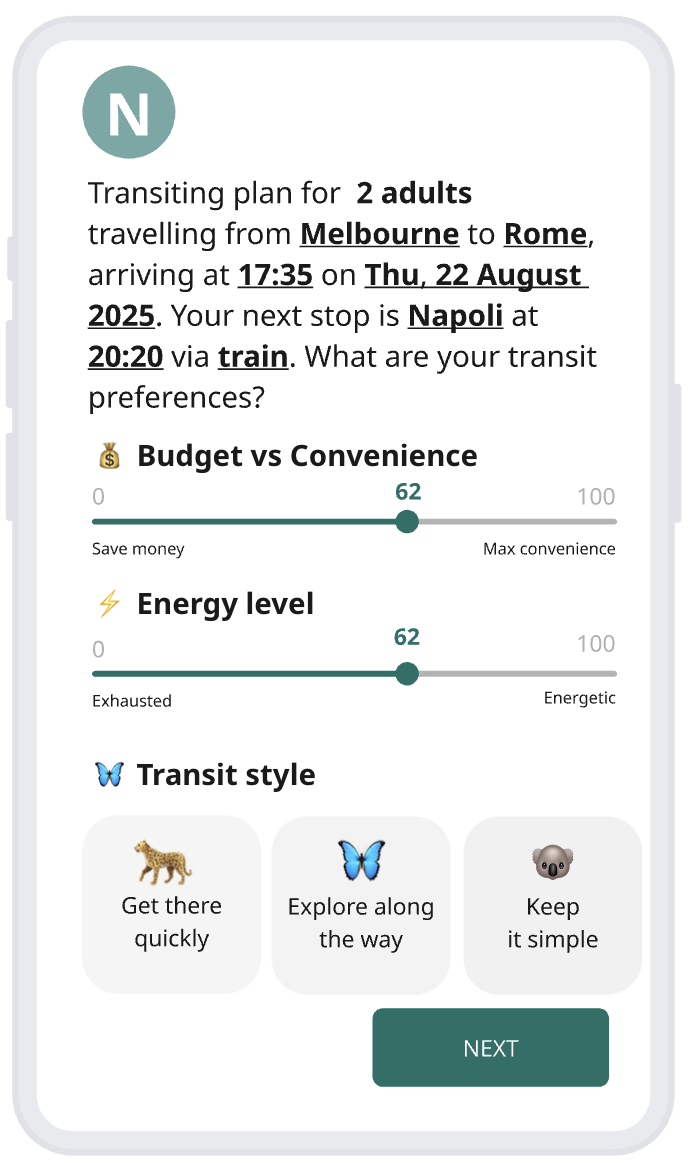 N
Transiting plan for 2 adults
travelling from Melbourne to Rome,
arriving at 17:35 on Thu, 22 August
2025. Your next stop is Napoli at
20:20 via train. What are your transit
preferences?
Budget vs Convenience
0 62 100
Save money Max convenience
Energy level
0 62 100
Exhausted Energetic
Transit style
Get there
quickly
Explore along
the way
Keep
it simple
NEXT